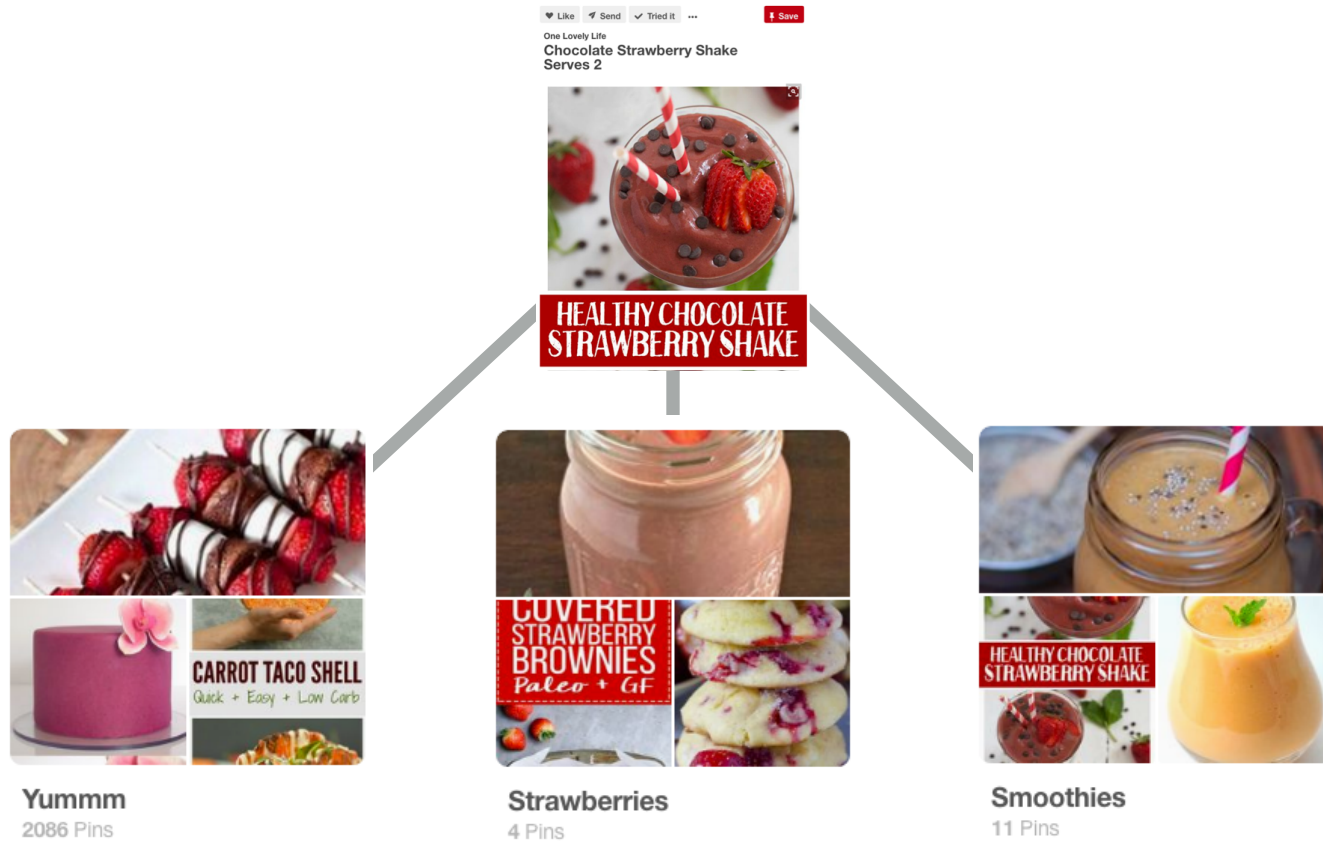 Like Send Tried it ... Save
One Lovely Life
Chocolate Strawberry Shake
Serves 2
HEALTHY CHOCOLATE
STRAWBERRY SHAKE
CARROT TACO SHELL
Quick + Easy + Low Carb
Yummm
2086 Pins
COVERED
STRAWBERRY
BROWNIES
Paleo + GF
Strawberries
4 Pins
HEALTHY CHOCOLATE
STRAWBERRY SHAKE
Smoothies
11 Pins